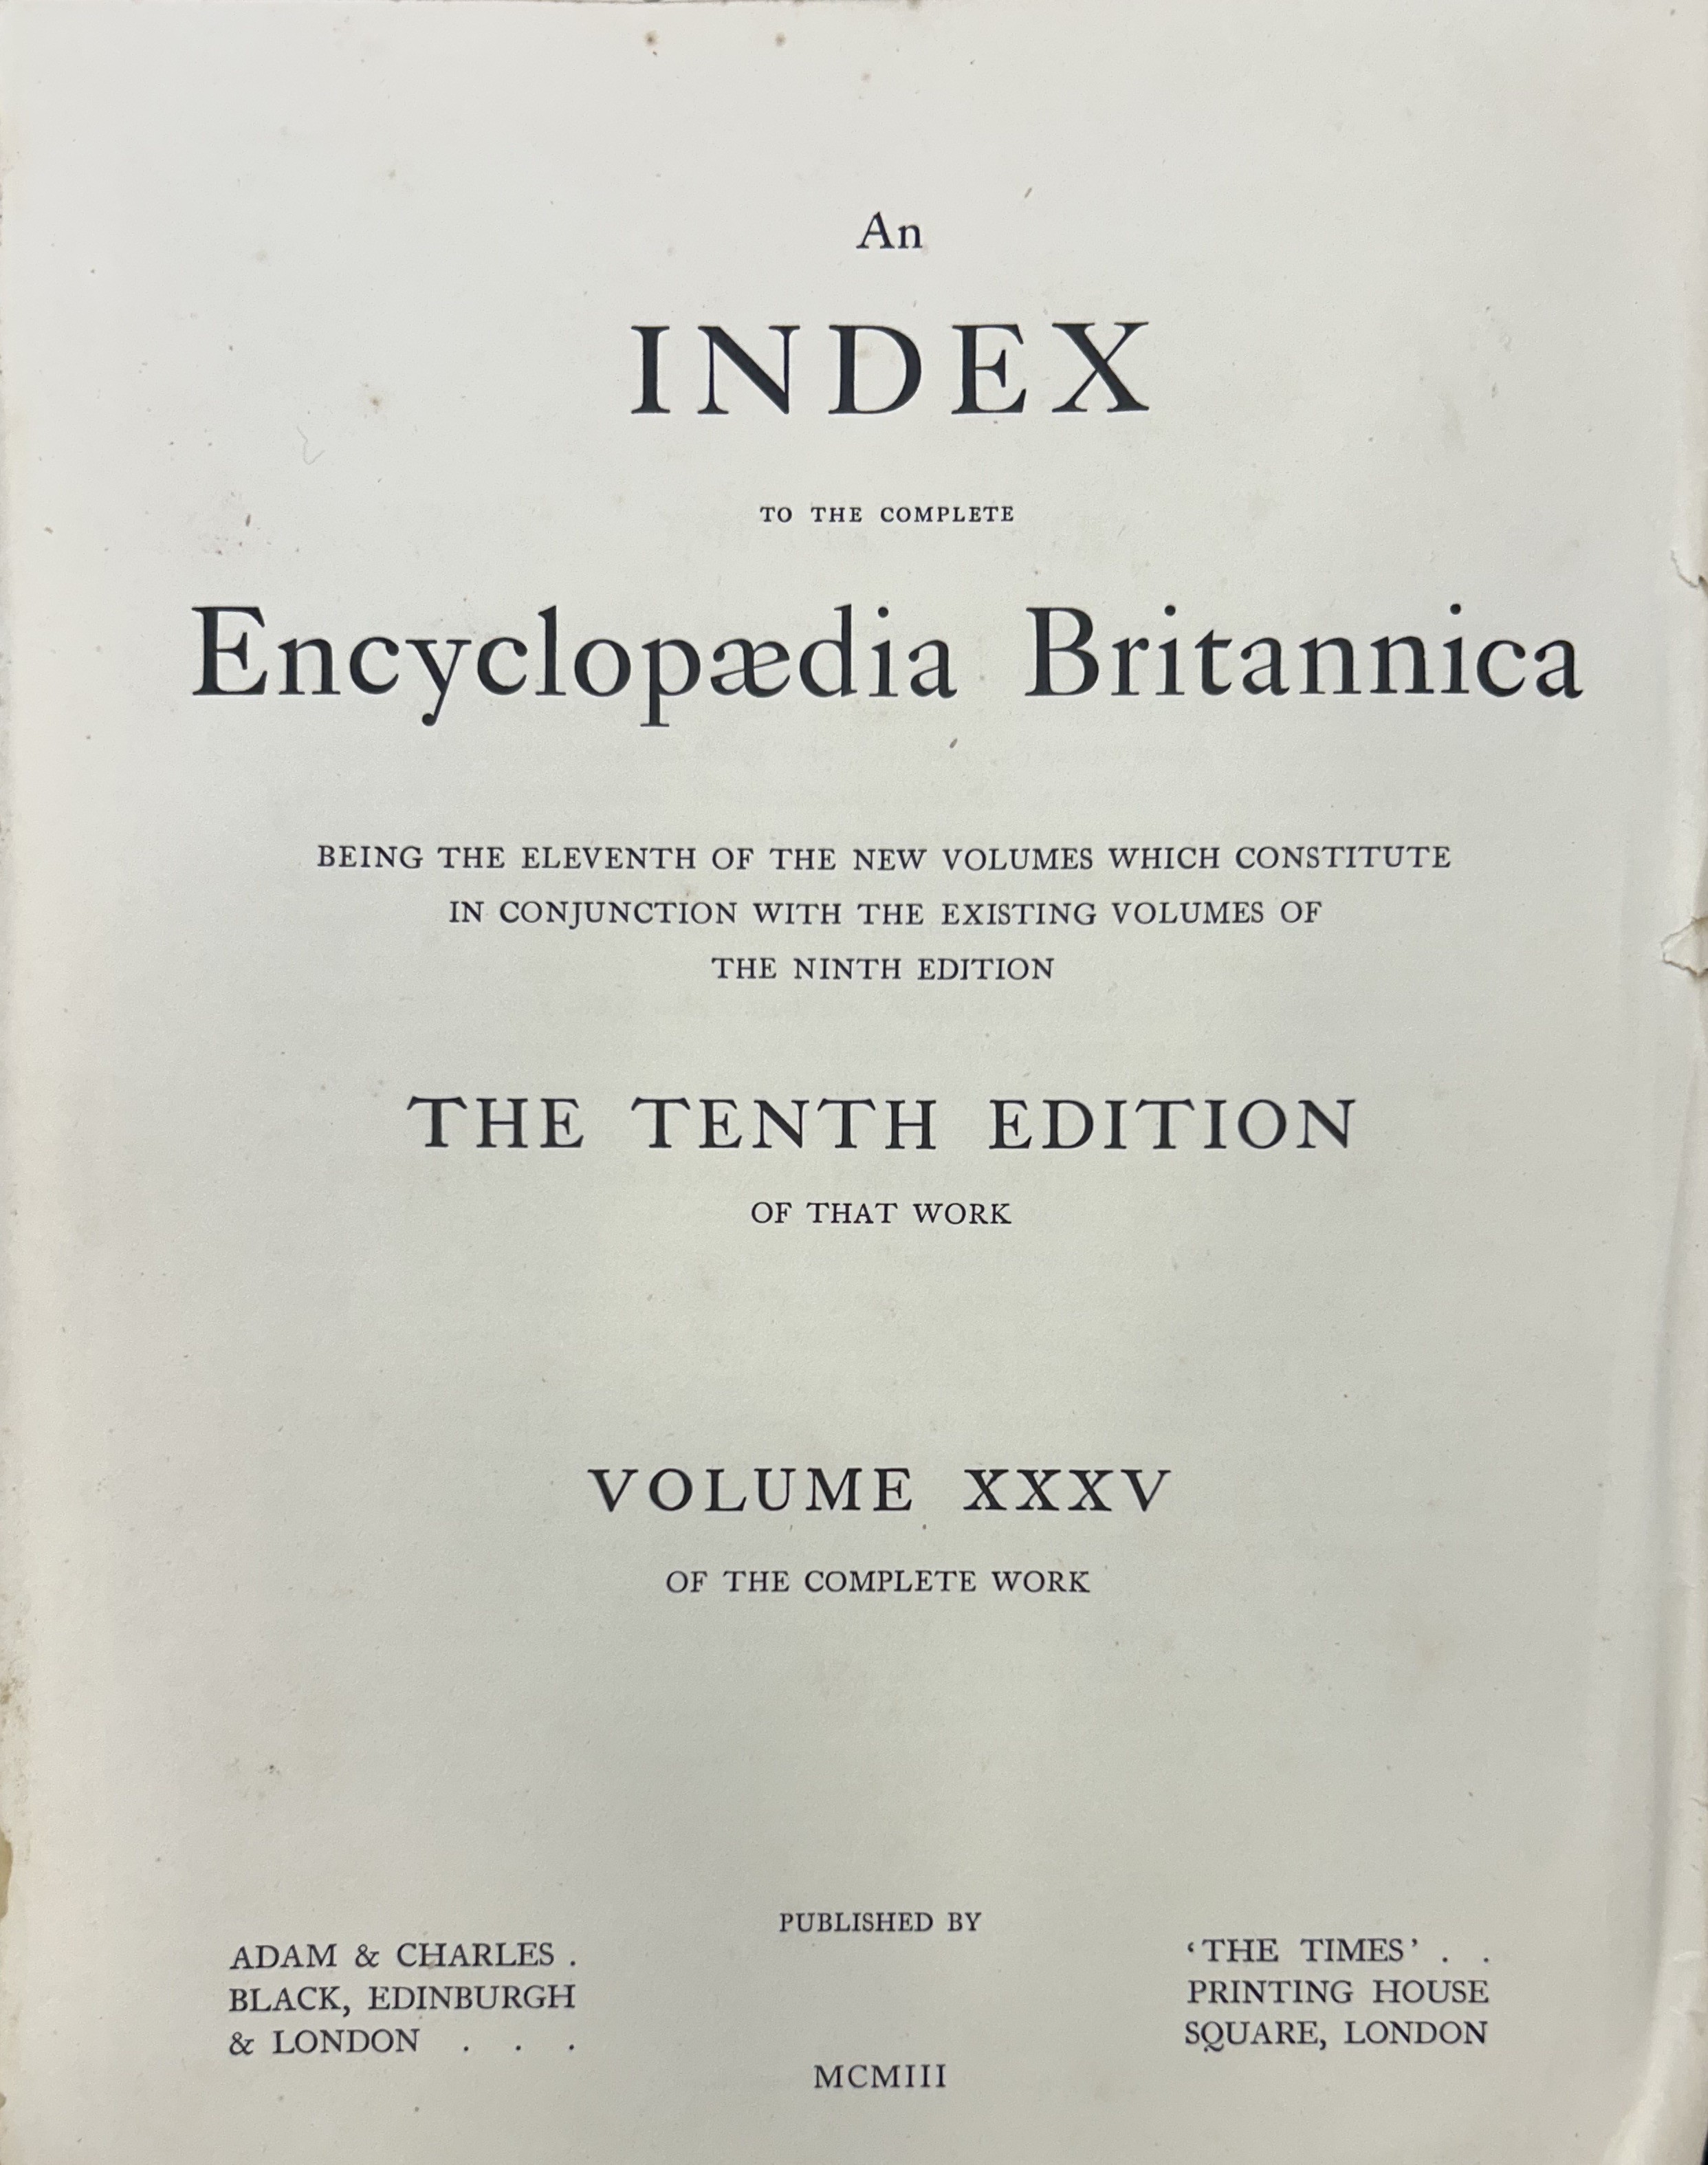 An
INDEX
TO THE COMPLETE
Encyclopædia Britannica
BEING THE ELEVENTH OF THE NEW VOLUMES WHICH CONSTITUTE
IN CONJUNCTION WITH THE EXISTING VOLUMES OF
THE NINTH EDITION
THE TENTH EDITION
OF THAT WORK
VOLUME XXXV
OF THE COMPLETE WORK
PUBLISHED BY
ADAM & CHARLES .
BLACK, EDINBURGH
& LONDON . . .
‘THE TIMES’ . .
PRINTING HOUSE
SQUARE, LONDON
MCMIII